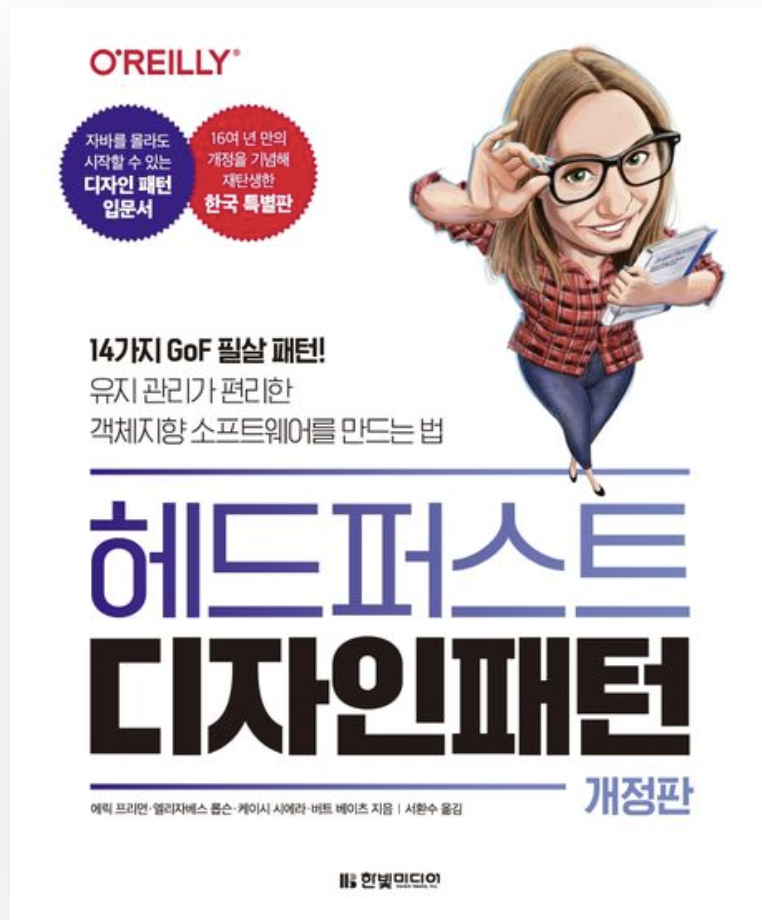 O'REILLY®
자바를 몰라도
시작할 수 있는
디자인 패턴
입문서
16여 년 만의
개정을 기념해
재탄생한
한국 특별판
14가지 GoF 필살 패턴!
유지 관리가 편리한
객체지향 소프트웨어를 만드는 법
헤드퍼스트
디자인패턴
개정판
에릭 프리먼·엘리자베스 롭슨·케이시 시에라·버트 베이츠 지음 | 서환수 옮김
한빛미디어